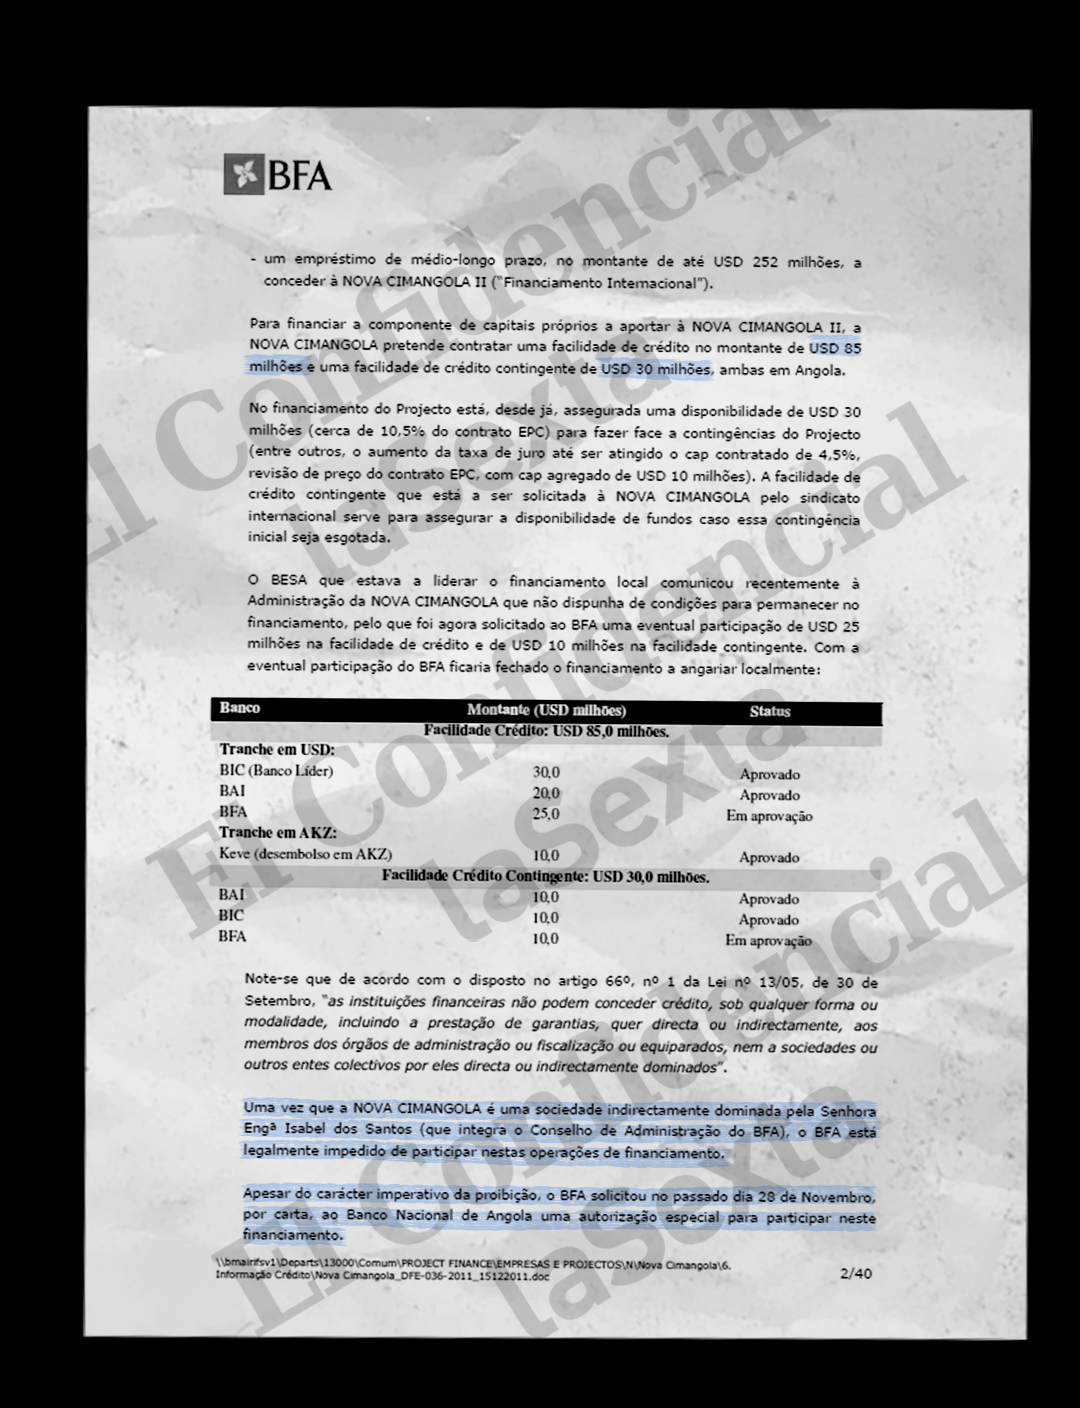 BFA
- um empréstimo de médio-longo prazo, no montante de até USD 252 milhões, a
conceder à NOVA CIMANGOLA II ("Financiamento Internacional").
Para financiar a componente de capitais próprios a aportar à NOVA CIMANGOLA II, a
NOVA CIMANGOLA pretende contratar uma facilidade de crédito no montante de USD 85
milhões e uma facilidade de crédito contingente de USD 30 milhões, ambas em Angola.
No financiamento do Projecto está, desde já, assegurada uma disponibilidade de USD 30
milhões (cerca de 10,5% do contrato EPC) para fazer face a contingências do Projecto
(entre outros, o aumento da taxa de juro até ser atingido o cap contratado de 4,5%,
revisão de preço do contrato EPC, com cap agregado de USD 10 milhões). A facilidade de
crédito contingente que está a ser solicitada à NOVA CIMANGOLA pelo sindicato
internacional serve para assegurar a disponibilidade de fundos caso essa contingência
inicial seja esgotada.
O BESA que estava a liderar o financiamento local comunicou recentemente à
Administração da NOVA CIMANGOLA que não dispunha de condições para permanecer no
financiamento, pelo que foi agora solicitado ao BFA uma eventual participação de USD 25
milhões na facilidade de crédito e de USD 10 milhões na facilidade contingente. Com a
eventual participação do BFA ficaria fechado o financiamento a angariar localmente:
Banco Montante (USD milhões) Status
Facilidade Crédito: USD 85,0 milhões.
Tranche em USD:
BIC (Banco Líder) 30,0 Aprovado
BAI 20,0 Aprovado
BFA 25,0 Em aprovação
Tranche em AKZ:
Keve (desembolso em AKZ) 10,0 Aprovado
Facilidade Crédito Contingente: USD 30,0 milhões.
BAI 10,0 Aprovado
BIC 10,0 Aprovado
BFA 10,0 Em aprovação
Note-se que de acordo com o disposto no artigo 66º, nº 1 da Lei nº 13/05, de 30 de
Setembro, "as instituições financeiras não podem conceder crédito, sob qualquer forma ou
modalidade, incluindo a prestação de garantias, quer directa ou indirectamente, aos
membros dos órgãos de administração ou fiscalização ou equiparados, nem a sociedades ou
outros entes colectivos por eles directa ou indirectamente dominados".
Uma vez que a NOVA CIMANGOLA é uma sociedade indirectamente dominada pela Senhora
Engª Isabel dos Santos (que integra o Conselho de Administração do BFA), o BFA está
legalmente impedido de participar nestas operações de financiamento.
Apesar do carácter imperativo da proibição, o BFA solicitou no passado dia 28 de Novembro,
por carta, ao Banco Nacional de Angola uma autorização especial para participar neste
financiamento.
\\bmairifsv1\Departs\13000\Comum\PROJECT FINANCE\EMPRESAS E PROJECTOS\N\Nova Cimangola\6.
Informação Crédito\Nova Cimangola_DFE-036-2011_15122011.doc
2/40
El Confidencial
laSexta
El Confidencial
laSexta
El Confidencial
laSexta